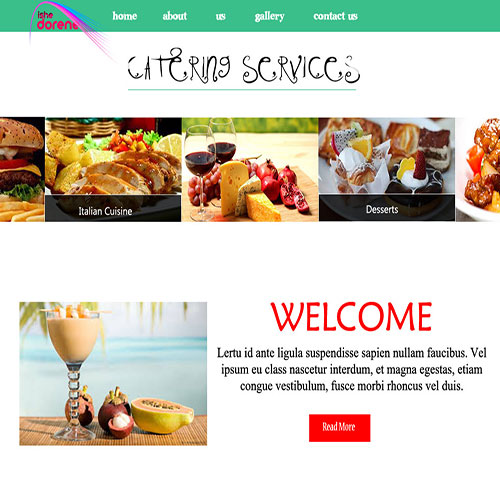 ishe
dorene
home about us gallery contact us
CATERING SERVICES
Italian Cuisine
Desserts
WELCOME
Lertu id ante ligula suspendisse sapien nullam faucibus. Vel
ipsum eu class nascetur interdum, et magna egestas, etiam
congue vestibulum, fusce morbi rhoncus vel duis.
Read More